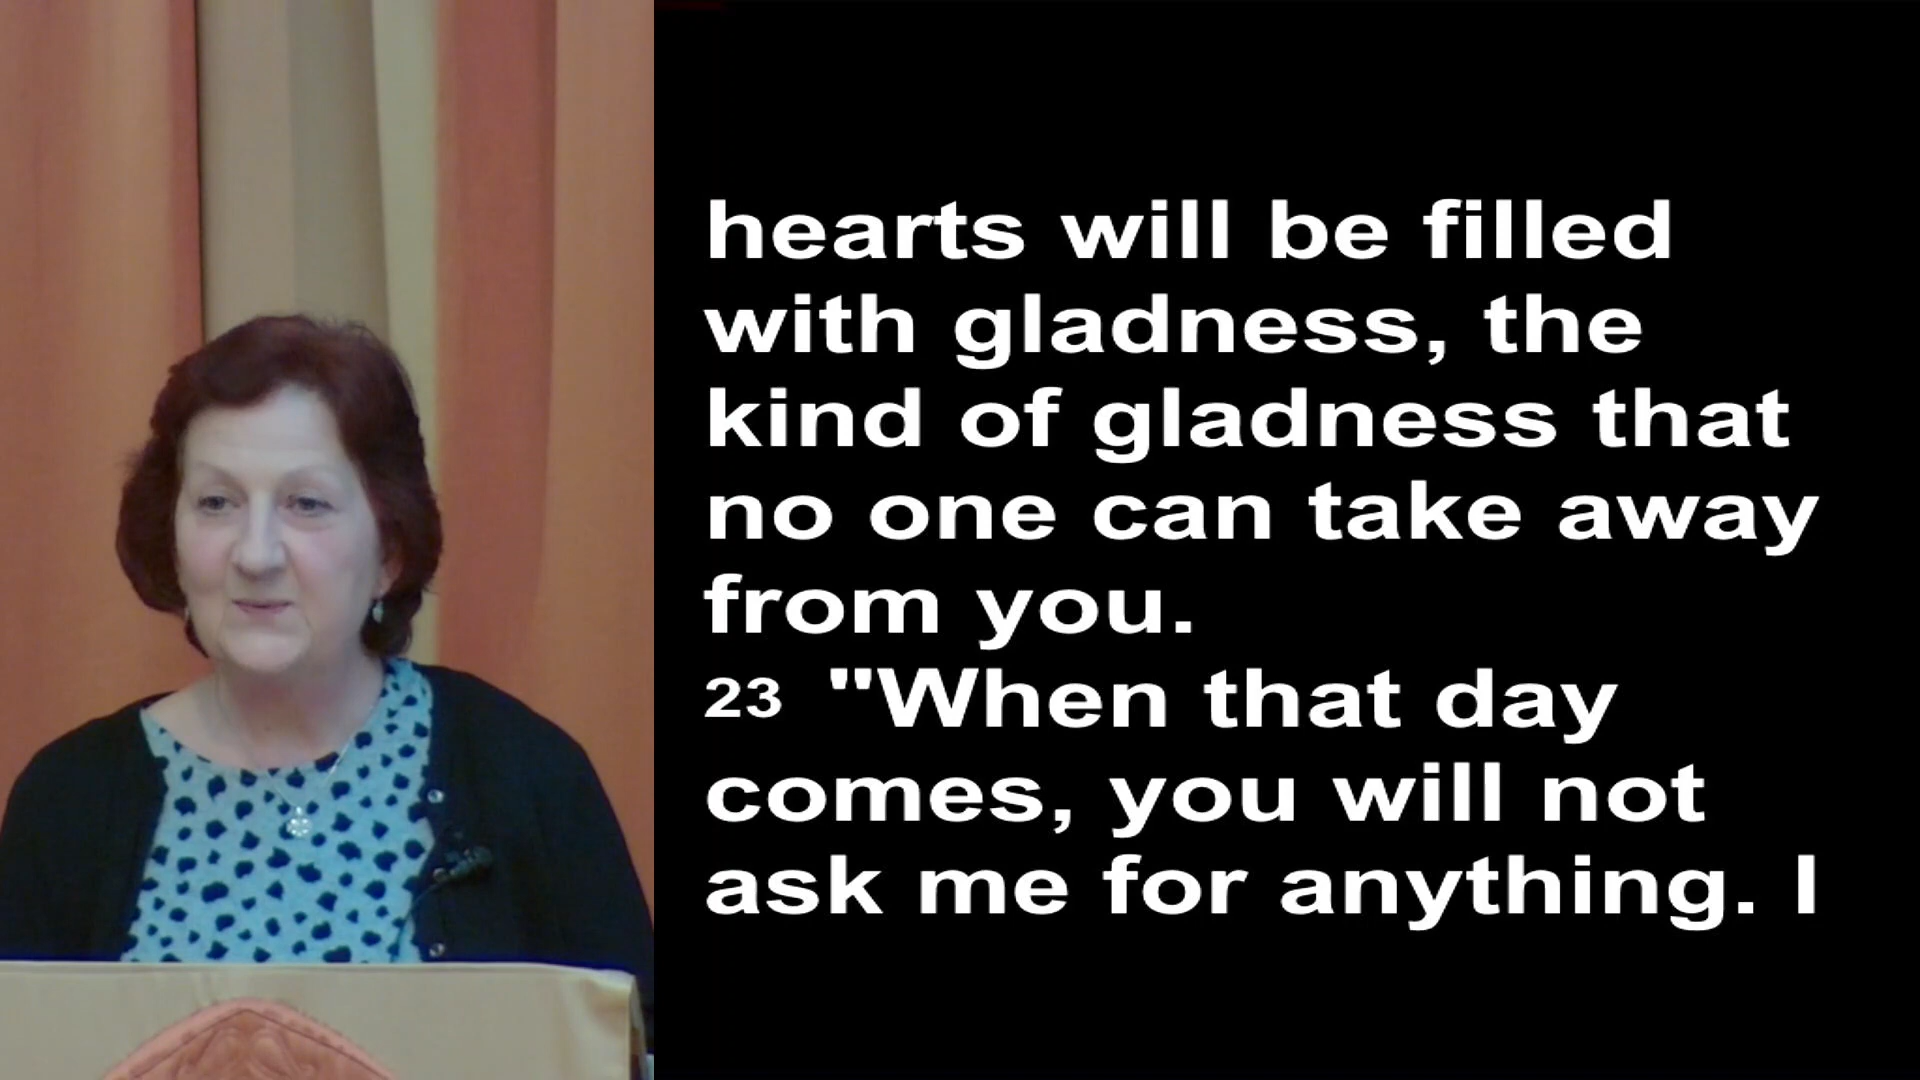 hearts will be filled
with gladness, the
kind of gladness that
no one can take away
from you.
23 "When that day
comes, you will not
ask me for anything. I